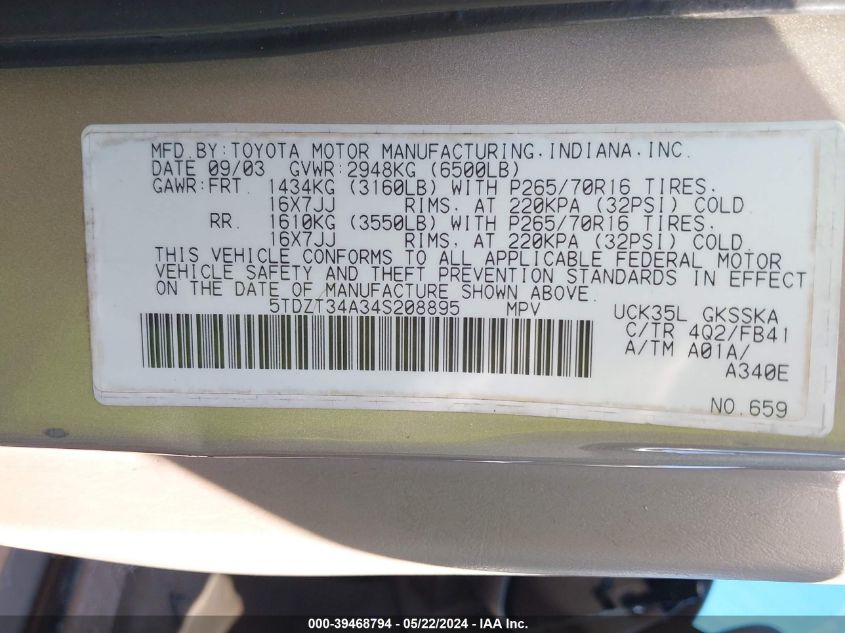 MFD.BY:TOYOTA MOTOR MANUFACTURING.INDIANA.INC.
DATE 09/03 GVWR:2948KG (6500LB)
GAWR:FRT. 1434KG (3160LB) WITH P265/70R16 TIRES.
16X7JJ RIMS. AT 220KPA (32PSI) COLD
RR. 1610KG (3550LB) WITH P265/70R16 TIRES.
16X7JJ RIMS. AT 220KPA (32PSI) COLD.
THIS VEHICLE CONFORMS TO ALL APPLICABLE FEDERAL MOTOR
VEHICLE SAFETY AND THEFT PREVENTION STANDARDS IN EFFECT
ON THE DATE OF MANUFACTURE SHOWN ABOVE.
5TDZT34A34S208895 MPV
UCK35L GKSSKA
C/TR 4Q2/FB41
A/TM A01A/
A340E
NO.659
000-39468794 - 05/22/2024 - IAA Inc.